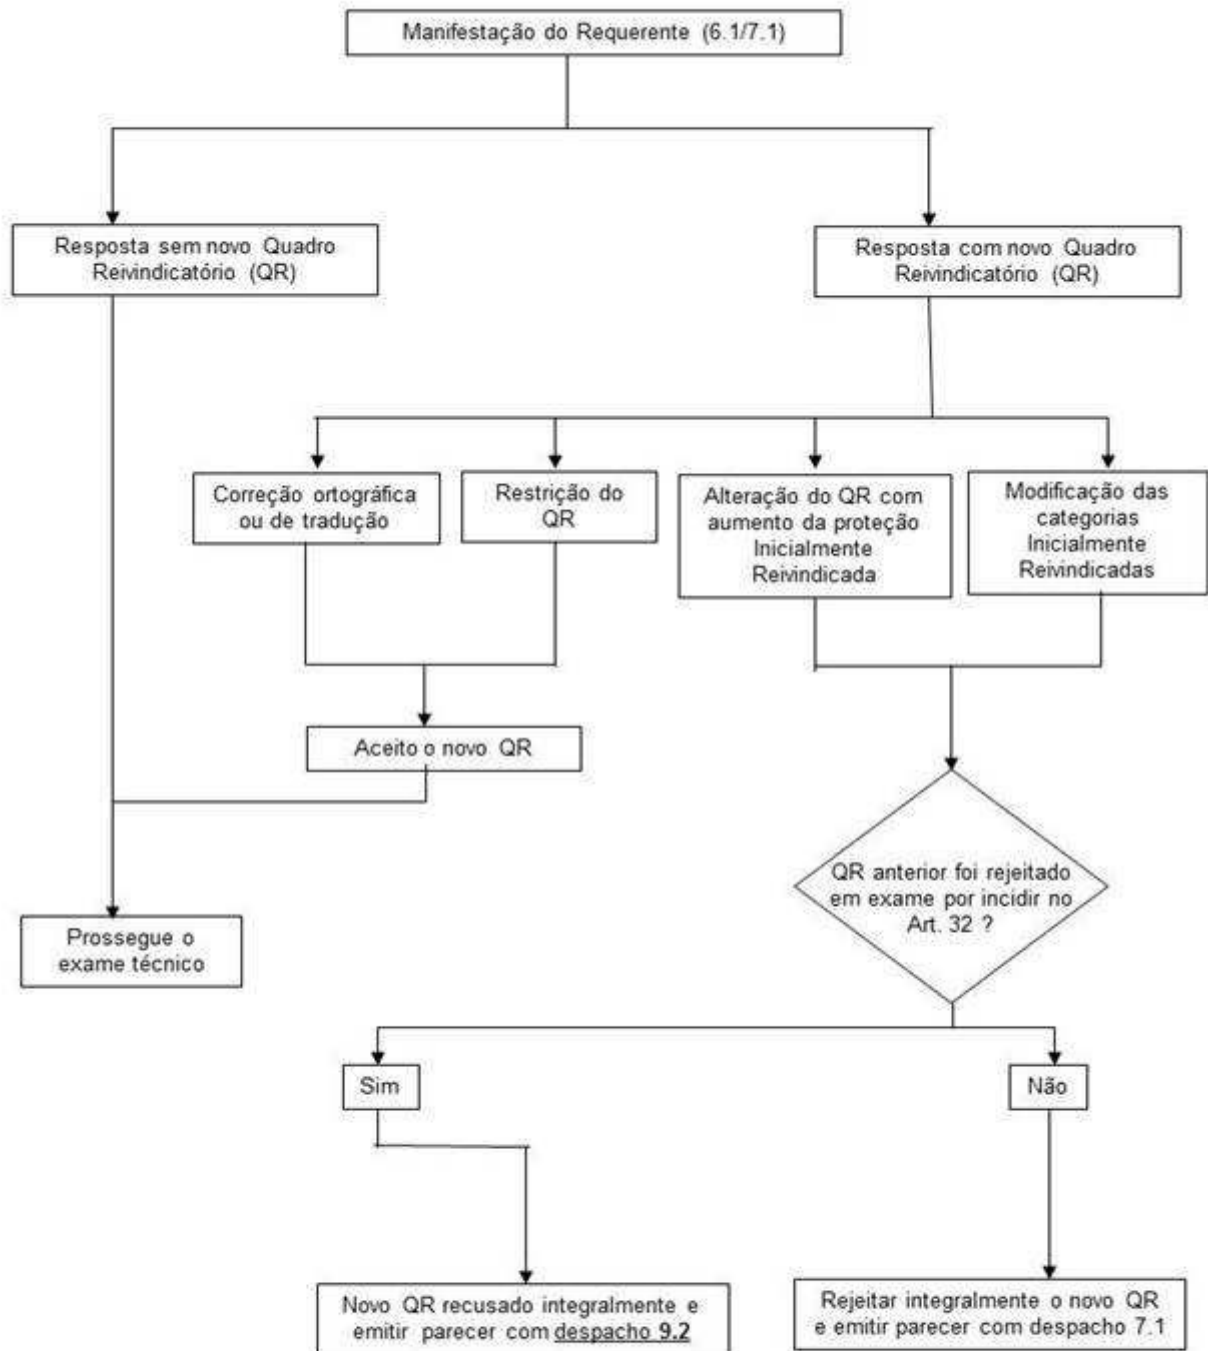 Manifestação do Requerente (6.1/7.1)
Resposta sem novo Quadro
Reivindicatório (QR)
Resposta com novo Quadro
Reivindicatório (QR)
Correção ortográfica
ou de tradução
Restrição do
QR
Alteração do QR com
aumento da proteção
Inicialmente
Reivindicada
Modificação das
categorias
Inicialmente
Reivindicadas
Aceito o novo QR
QR anterior foi rejeitado
em exame por incidir no
Art. 32 ?
Prossegue o
exame técnico
Sim
Não
Novo QR recusado integralmente e
emitir parecer com despacho 9.2
Rejeitar integralmente o novo QR
e emitir parecer com despacho 7.1